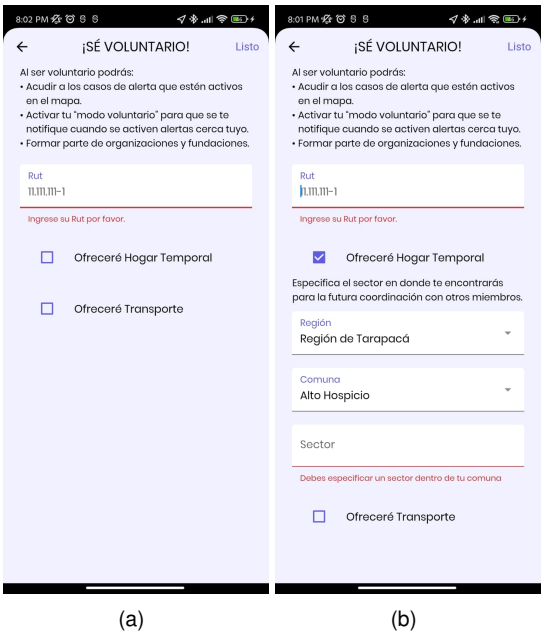 8:02 PM
¡SÉ VOLUNTARIO!
Listo
Al ser voluntario podrás:
• Acudir a los casos de alerta que estén activos
en el mapa.
• Activar tu "modo voluntario" para que se te
notifique cuando se activen alertas cerca tuyo.
• Formar parte de organizaciones y fundaciones.
Rut
11.111.111-1
Ingrese su Rut por favor.
Ofreceré Hogar Temporal
Ofreceré Transporte
(a)
8:01 PM
¡SÉ VOLUNTARIO!
Listo
Al ser voluntario podrás:
• Acudir a los casos de alerta que estén activos
en el mapa.
• Activar tu "modo voluntario" para que se te
notifique cuando se activen alertas cerca tuyo.
• Formar parte de organizaciones y fundaciones.
Rut
11.111.111-1
Ingrese su Rut por favor.
Ofreceré Hogar Temporal
Especifica el sector en donde te encontrarás
para la futura coordinación con otros miembros.
Región
Región de Tarapacá
Comuna
Alto Hospicio
Sector
Debes especificar un sector dentro de tu comuna
Ofreceré Transporte
(b)